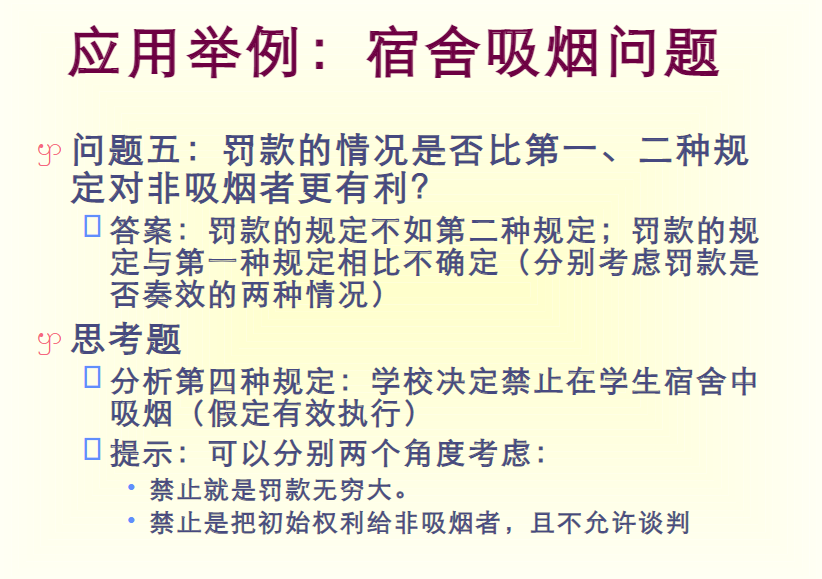 应用举例：宿舍吸烟问题
问题五：罚款的情况是否比第一、二种规
定对非吸烟者更有利？
答案：罚款的规定不如第二种规定；罚款的规
定与第一种规定相比不确定（分别考虑罚款是
否奏效的两种情况）
思考题
分析第四种规定：学校决定禁止在学生宿舍中
吸烟（假定有效执行）
提示：可以分别两个角度考虑：
• 禁止就是罚款无穷大。
• 禁止是把初始权利给非吸烟者，且不允许谈判